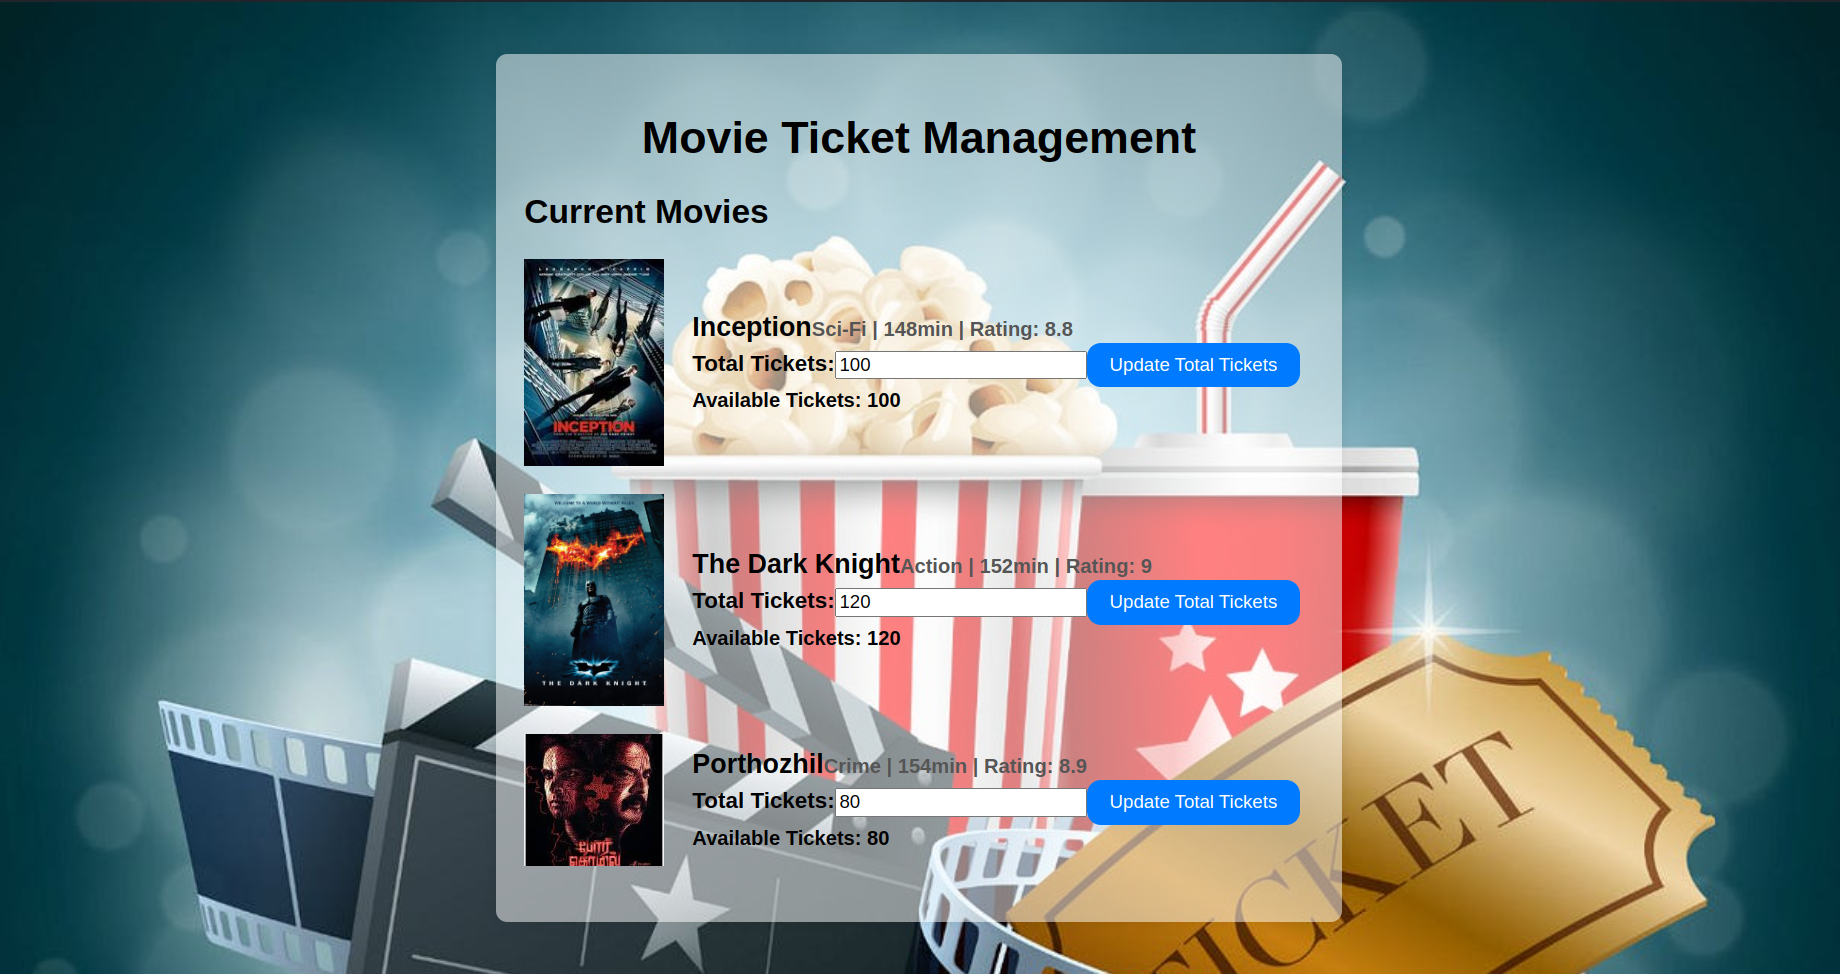 Movie Ticket Management
Current Movies
INCEPTION
InceptionSci-Fi | 148min | Rating: 8.8
Total Tickets:100 Update Total Tickets
Available Tickets: 100
THE DARK KNIGHT
The Dark KnightAction | 152min | Rating: 9
Total Tickets:120 Update Total Tickets
Available Tickets: 120
போர்
தொழில்
PorthozhilCrime | 154min | Rating: 8.9
Total Tickets:80 Update Total Tickets
Available Tickets: 80
TICKET